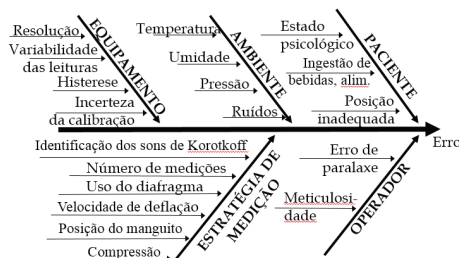 Resolução
Variabilidade
das leituras
Histerese
Incerteza
da calibração
EQUIPAMENTO
Temperatura
Umidade
Pressão
Ruídos
AMBIENTE
Estado
psicológico
Ingestão de
bebidas, alim.
Posição
inadequada
PACIENTE
Erro
Identificação dos sons de Korotkoff
Número de medições
Uso do diafragma
Velocidade de deflação
Posição do manguito
Compressão
ESTRATÉGIA DE
MEDIÇÃO
Erro de
paralaxe
Meticulosi-
dade
OPERADOR